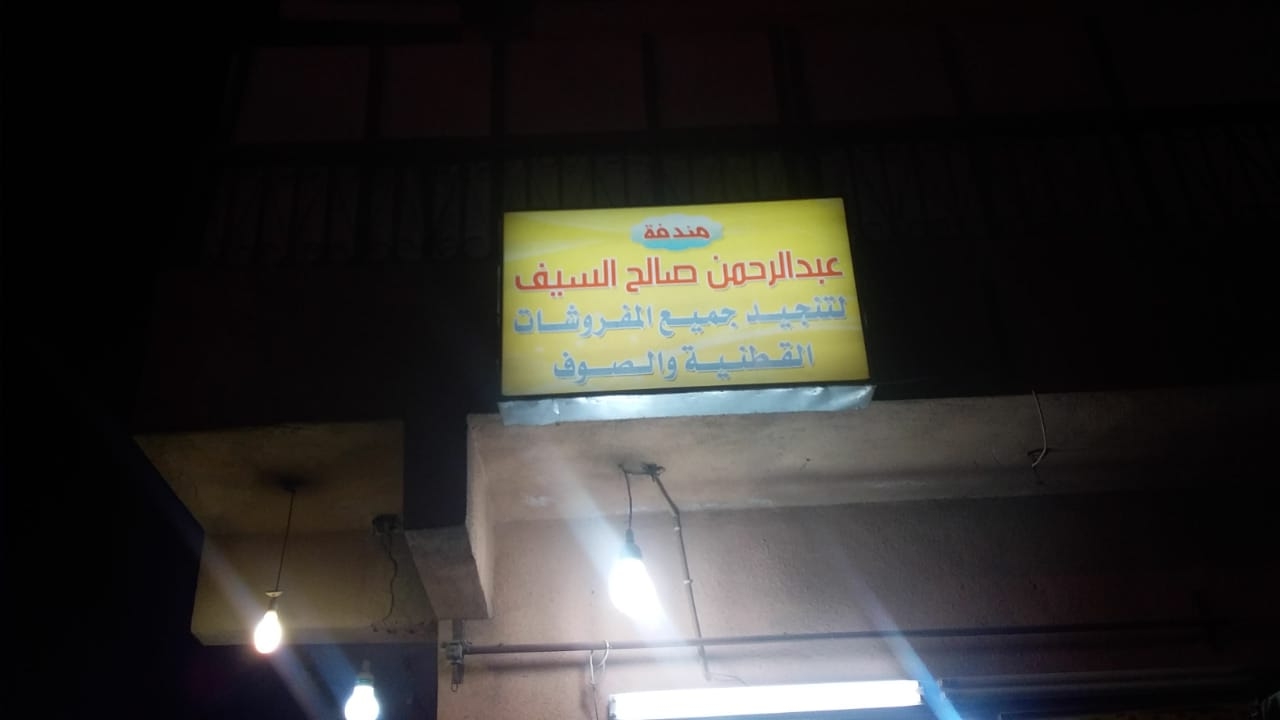 مندفة
عبدالرحمن صالح السيف
لتنجيد جميع المفروشات
القطنية والصوف